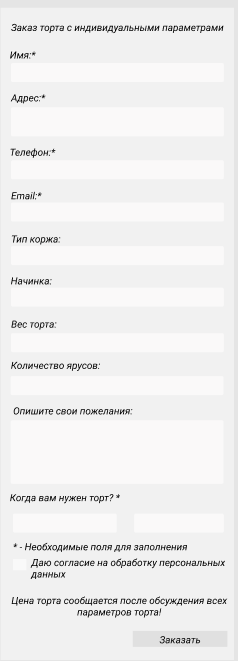 Заказ торта с индивидуальными параметрами
Имя:*
Адрес:*
Телефон:*
Email:*
Тип коржа:
Начинка:
Вес торта:
Количество ярусов:
Опишите свои пожелания:
Когда вам нужен торт? *
* - Необходимые поля для заполнения
Даю согласие на обработку персональных
данных
Цена торта сообщается после обсуждения всех
параметров торта!
Заказать